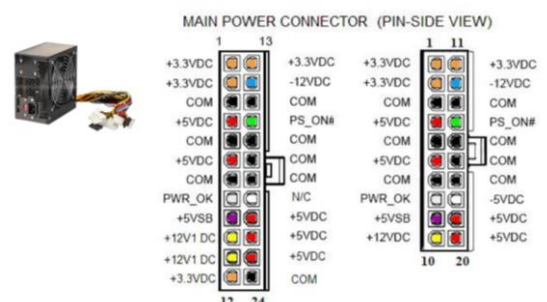 MAIN POWER CONNECTOR (PIN-SIDE VIEW)
1 13
+3.3VDC +3.3VDC
+3.3VDC -12VDC
COM COM
+5VDC PS_ON#
COM COM
+5VDC COM
COM COM
PWR_OK N/C
+5VSB +5VDC
+12V1 DC +5VDC
+12V1 DC +5VDC
+3.3VDC COM
12 24
1 11
+3.3VDC +3.3VDC
+3.3VDC -12VDC
COM COM
+5VDC PS_ON#
COM COM
+5VDC COM
COM COM
PWR_OK -5VDC
+5VSB +5VDC
+12VDC +5VDC
10 20